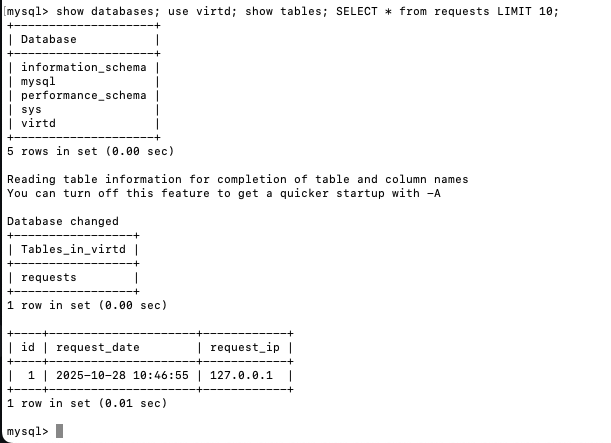 [mysql> show databases; use virtd; show tables; SELECT * from requests LIMIT 10;
+--------------------+
| Database           |
+--------------------+
| information_schema |
| mysql              |
| performance_schema |
| sys                |
| virtd              |
+--------------------+
5 rows in set (0.00 sec)

Reading table information for completion of table and column names
You can turn off this feature to get a quicker startup with -A

Database changed
+-----------------+
| Tables_in_virtd |
+-----------------+
| requests        |
+-----------------+
1 row in set (0.00 sec)

+----+---------------------+------------+
| id | request_date        | request_ip |
+----+---------------------+------------+
|  1 | 2025-10-28 10:46:55 | 127.0.0.1  |
+----+---------------------+------------+
1 row in set (0.01 sec)

mysql>